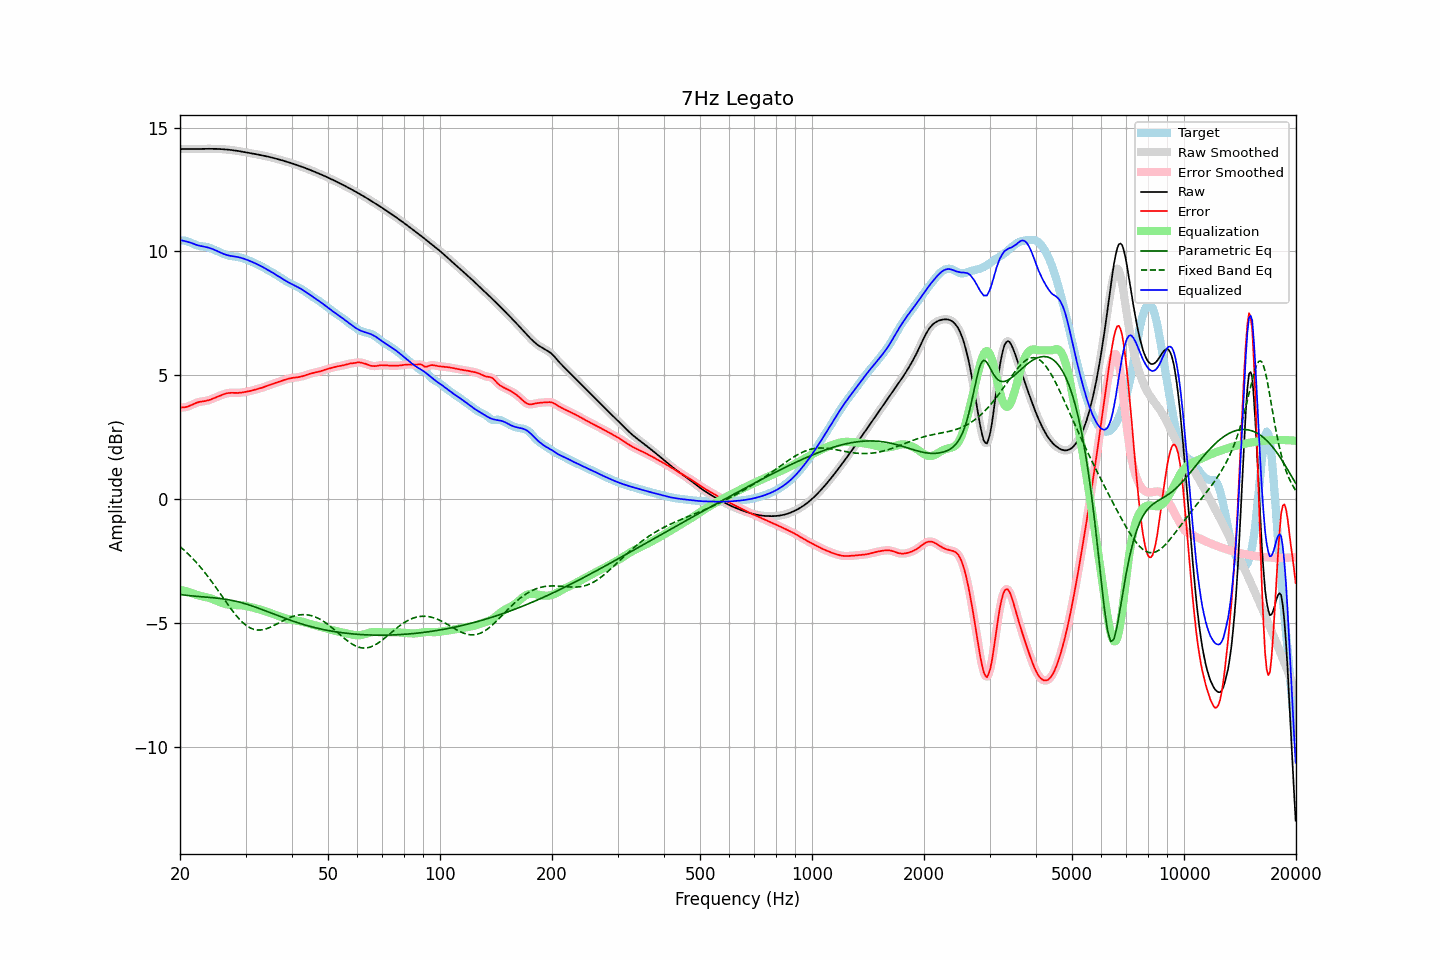 7Hz Legato
Amplitude (dBr)
15
10
5
0
−5
−10
20
50
100
200
500
1000
2000
5000
10000
20000
Frequency (Hz)
Target
Raw Smoothed
Error Smoothed
Raw
Error
Equalization
Parametric Eq
Fixed Band Eq
Equalized